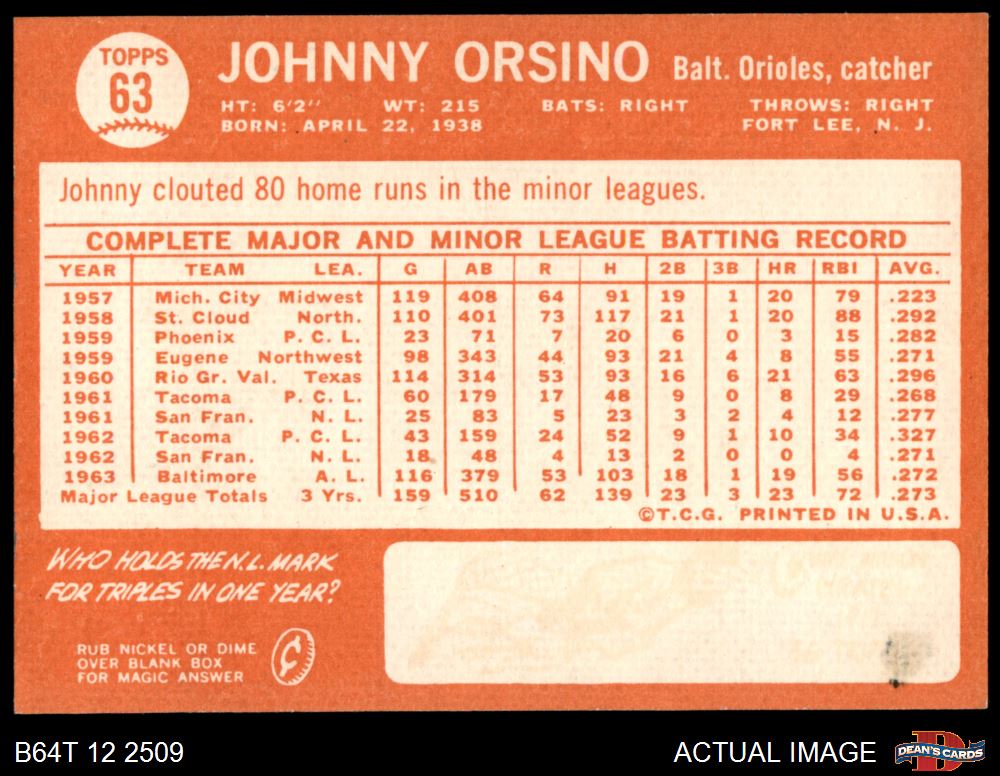 TOPPS
63
JOHNNY ORSINO Balt. Orioles, catcher
HT: 6'2" WT: 215 BATS: RIGHT THROWS: RIGHT
BORN: APRIL 22, 1938 FORT LEE, N. J.
Johnny clouted 80 home runs in the minor leagues.
COMPLETE MAJOR AND MINOR LEAGUE BATTING RECORD
YEAR TEAM LEA. G AB R H 2B 3B HR RBI AVG.
1957 Mich. City Midwest 119 408 64 91 19 1 20 79 .223
1958 St. Cloud North. 110 401 73 117 21 1 20 88 .292
1959 Phoenix P. C. L. 23 71 7 20 6 0 3 15 .282
1959 Eugene Northwest 98 343 44 93 21 4 8 55 .271
1960 Rio Gr. Val. Texas 114 314 53 93 16 6 21 63 .296
1961 Tacoma P. C. L. 60 179 17 48 9 0 8 29 .268
1961 San Fran. N. L. 25 83 5 23 3 2 4 12 .277
1962 Tacoma P. C. L. 43 159 24 52 9 1 10 34 .327
1962 San Fran. N. L. 18 48 4 13 2 0 0 4 .271
1963 Baltimore A. L. 116 379 53 103 18 1 19 56 .272
Major League Totals 3 Yrs. 159 510 62 139 23 3 23 72 .273
©T.C.G. PRINTED IN U.S.A.
WHO HOLDS THE N.L. MARK
FOR TRIPLES IN ONE YEAR?
RUB NICKEL OR DIME
OVER BLANK BOX
FOR MAGIC ANSWER
¢
B64T 12 2509 ACTUAL IMAGE DEAN'S CARDS